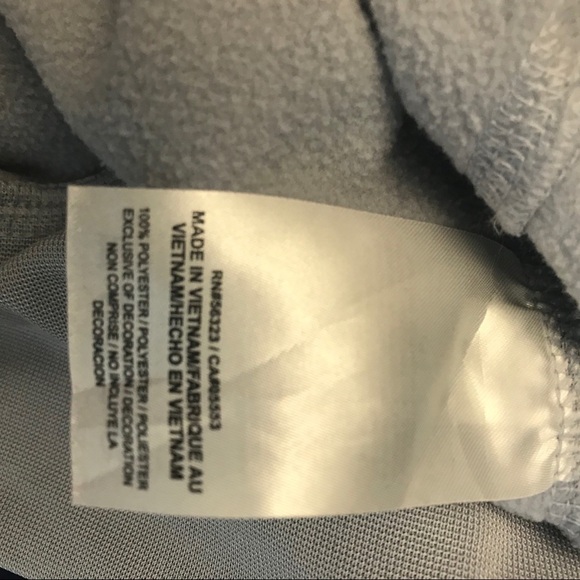 RN#56323 / CA#05553
MADE IN VIETNAM/FABRIQUE AU
VIETNAM/HECHO EN VIETNAM
100% POLYESTER / POLYESTER / POLIESTER
EXCLUSIVE OF DECORATION / DECORATION
NON COMPRISE / NO INCLUYE LA
DECORACION